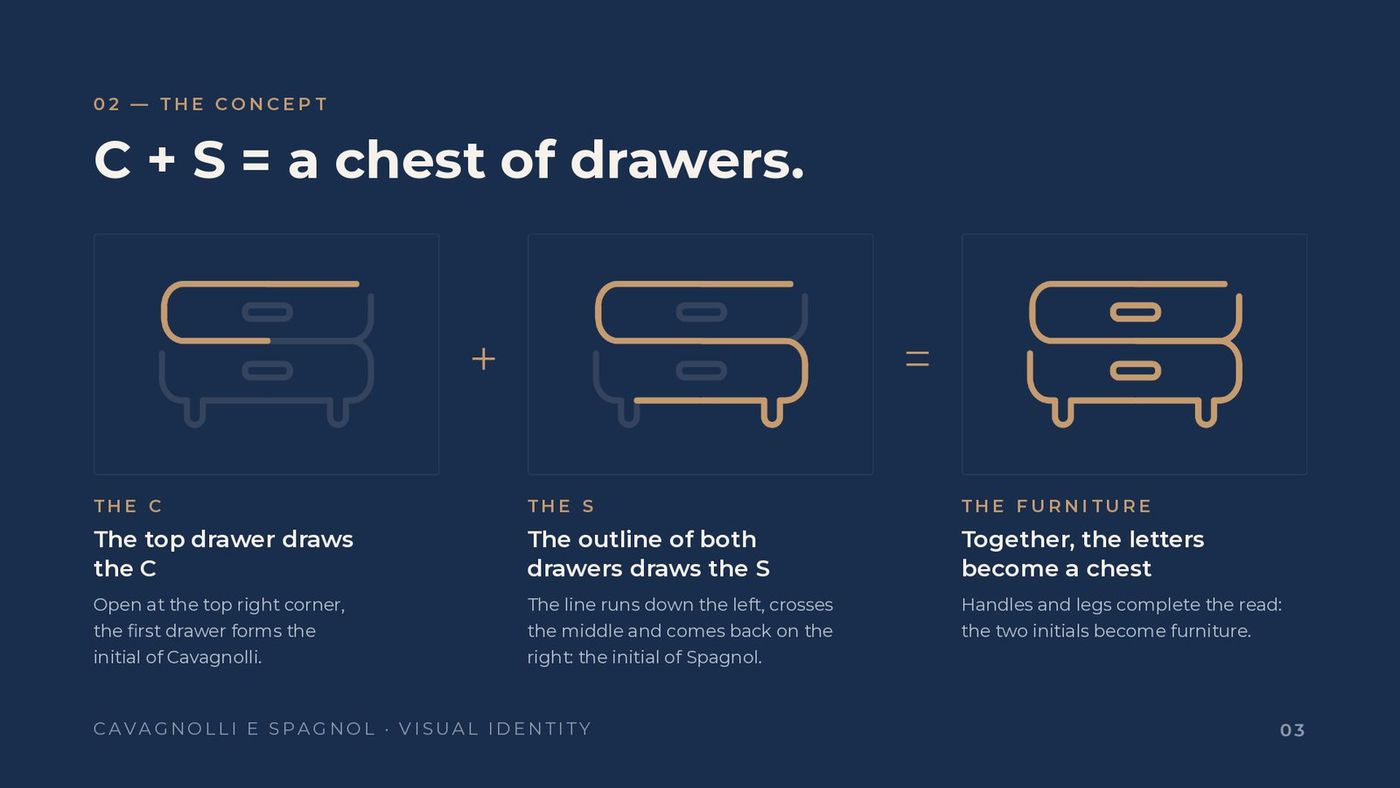 02 — THE CONCEPT
C + S = a chest of drawers.
+
=
THE C
The top drawer draws
the C
Open at the top right corner,
the first drawer forms the
initial of Cavagnolli.
THE S
The outline of both
drawers draws the S
The line runs down the left, crosses
the middle and comes back on the
right: the initial of Spagnol.
THE FURNITURE
Together, the letters
become a chest
Handles and legs complete the read:
the two initials become furniture.
CAVAGNOLLI E SPAGNOL · VISUAL IDENTITY
03